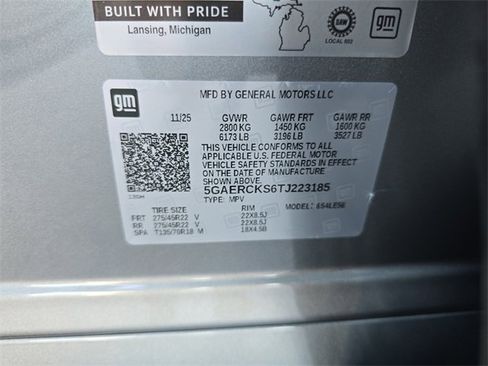 BUILT WITH PRIDE
Lansing, Michigan
UAW
LOCAL 602
gm
gm
MFD BY GENERAL MOTORS LLC
11/25 GVWR GAWR FRT GAWR RR
2800 KG 1450 KG 1600 KG
6173 LB 3196 LB 3527 LB
THIS VEHICLE CONFORMS TO ALL
APPLICABLE U.S. FEDERAL MOTOR
VEHICLE SAFETY STANDARDS IN EFFECT
ON THE DATE OF MANUFACTURE
SHOWN ABOVE.
5GAERCKS6TJ223185
TYPE: MPV
TIRE SIZE RIM MODEL:
FRT 275/45R22 V 22X8.5J
RR 275/45R22 V 22X8.5J
SPA T135/70R18 M 18X4.5B